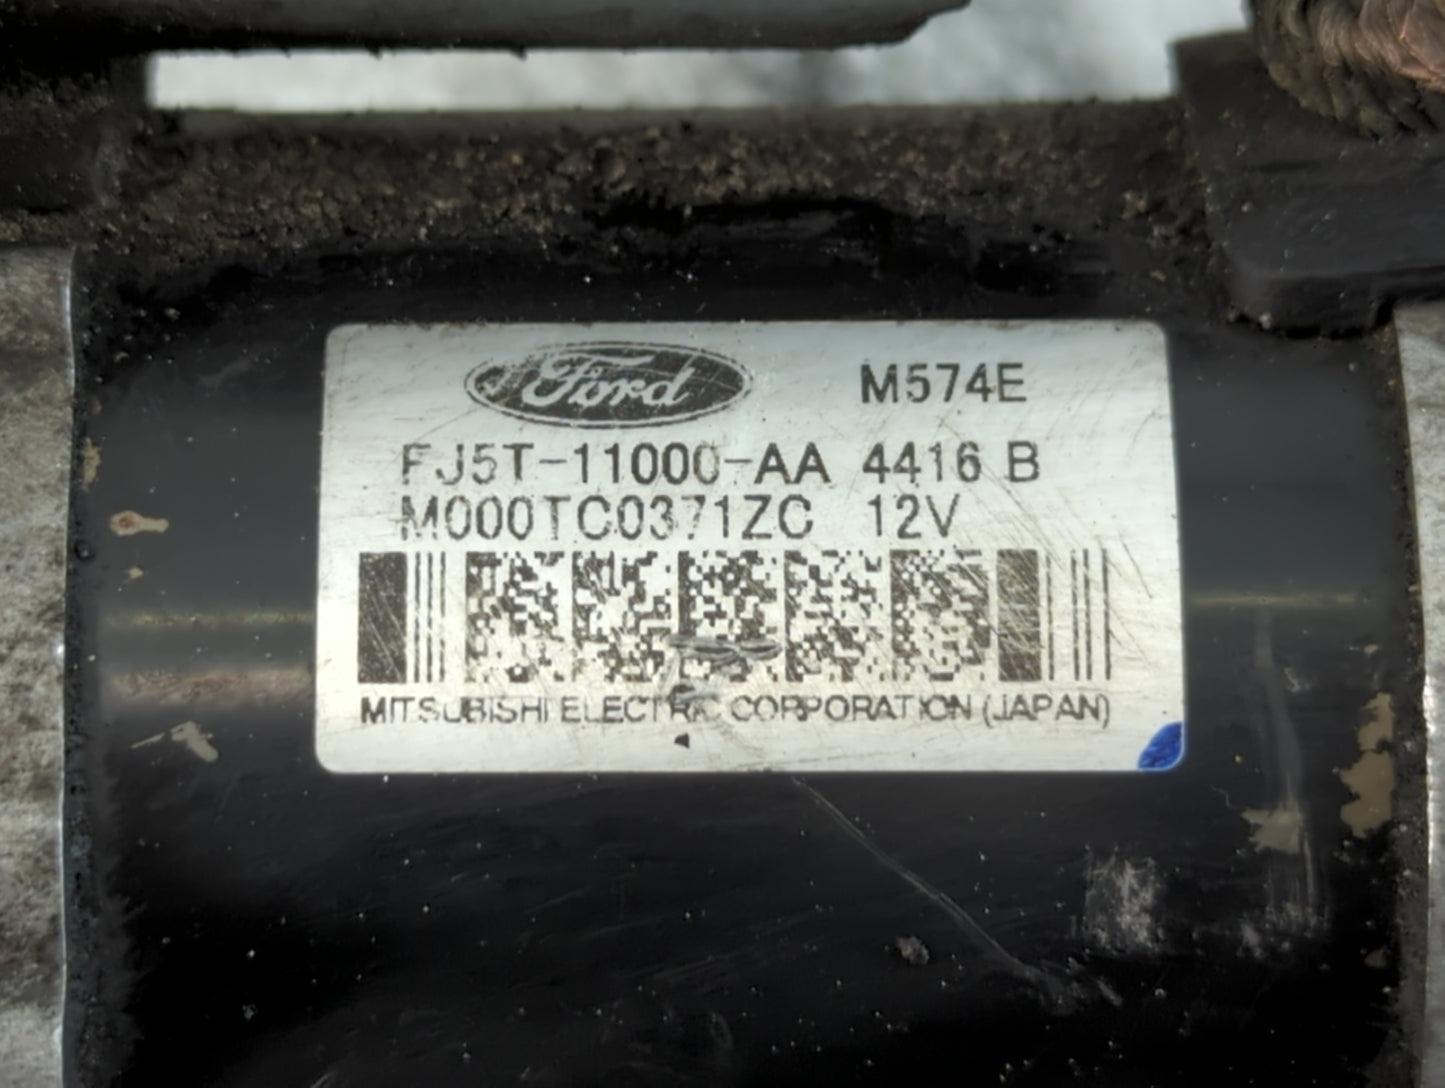 Ford M574E
FJ5T-11000-AA 4416 B
M000TC0371ZC 12V
MITSUBISHI ELECTRIC CORPORATION (JAPAN)